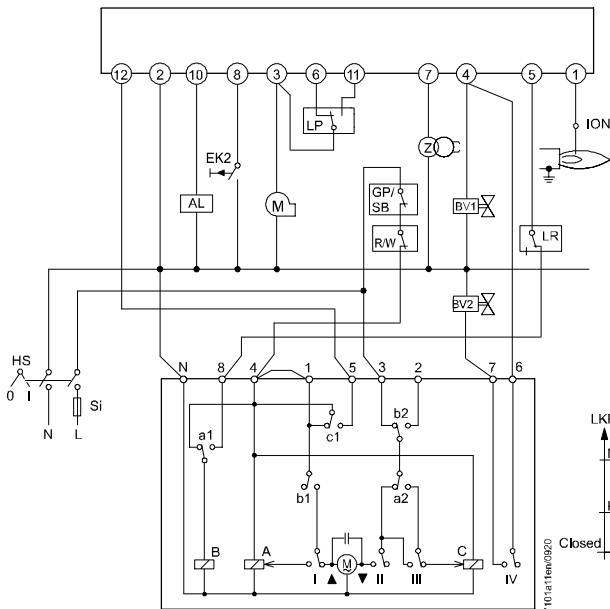 12 2 10 8 3 6 11 7 4 5 1
LP
ION
EK2
Z
AL
M
GP/
SB
BV1
R/W
LR
BV2
HS
0 I
Si
N L
N 8 4 1 5 3 2 7 6
a1
c1
b2
b1
a2
B A I M II III C IV
7101a11en/0920
LKP
Closed